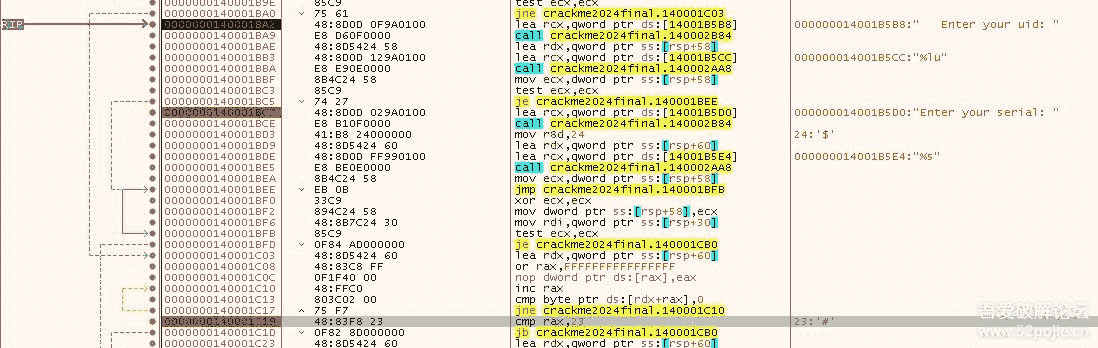 0000000140001B9E 85C9 test ecx,ecx
0000000140001BA0 75 61 jne crackme2024final.140001C03
RIP 48:8D0D 0F9A0100 lea rcx,qword ptr ss:[14001B5B8] 000000014001B5B8:"   Enter your uid: "
0000000140001BA9 E8 D60F0000 call crackme2024final.140002B84
0000000140001BAE 48:8D5424 58 lea rdx,qword ptr ss:[rsp+58]
0000000140001BB3 48:8D0D 129A0100 lea rcx,qword ptr ss:[14001B5CC] 000000014001B5CC:"%lu"
0000000140001BBA E8 E90E0000 call crackme2024final.140002AA8
0000000140001BBF 8B4C24 58 mov ecx,dword ptr ss:[rsp+58]
0000000140001BC3 85C9 test ecx,ecx
0000000140001BC5 74 27 je crackme2024final.140001BEE
48:8D0D 029A0100 lea rcx,qword ptr ss:[14001B5D0] 000000014001B5D0:"Enter your serial: "
0000000140001BCE E8 B10F0000 call crackme2024final.140002B84
0000000140001BD3 41:B8 24000000 mov r8d,24 24:'$'
0000000140001BD9 48:8D5424 60 lea rdx,qword ptr ss:[rsp+60]
0000000140001BDE 48:8D0D FF990100 lea rcx,qword ptr ss:[14001B5E4] 000000014001B5E4:"%s"
0000000140001BE5 E8 BE0E0000 call crackme2024final.140002AA8
0000000140001BEA 8B4C24 58 mov ecx,dword ptr ss:[rsp+58]
0000000140001BEE EB 0B jmp crackme2024final.140001BFB
0000000140001BF0 33C9 xor ecx,ecx
0000000140001BF2 894C24 58 mov dword ptr ss:[rsp+58],ecx
0000000140001BF6 48:8B7C24 30 mov rdi,qword ptr ss:[rsp+30]
0000000140001BFB 85C9 test ecx,ecx
0000000140001BFD 0F84 AD000000 je crackme2024final.140001CB0
0000000140001C03 48:8D5424 60 lea rdx,qword ptr ss:[rsp+60]
0000000140001C08 48:83C8 FF or rax,FFFFFFFFFFFFFFFF
0000000140001C0C 0F1F40 00 nop dword ptr ds:[rax],eax
0000000140001C10 48:FFC0 inc rax
0000000140001C13 803C02 00 cmp byte ptr ds:[rdx+rax],0
0000000140001C17 75 F7 jne crackme2024final.140001C10
48:83F8 23 cmp rax,23 23:'#'
0000000140001C1D 0F82 8D000000 jb crackme2024final.140001CB0
0000000140001C23 48:8D5424 60 lea rdx,qword ptr ss:[rsp+60]
吾爱破解论坛
www.52pojie.cn